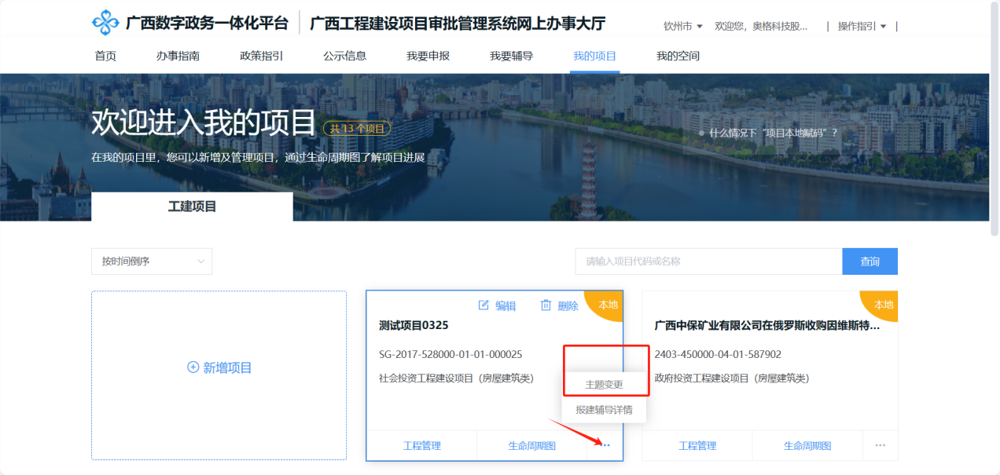 广西数字政务一体化平台 广西工程建设项目审批管理系统网上办事大厅
钦州市 欢迎您，奥格科技股... | 操作指引 |
首页 办事指南 政策指引 公示信息 我要申报 我要辅导 我的项目 我的空间
欢迎进入我的项目 共 13 个项目
什么情况下“项目本地赋码”？
在我的项目里，您可以新增及管理项目，通过生命周期图了解项目进展
工建项目
按时间倒序 请输入项目代码或名称 查询
新增项目
编辑 删除 本地
测试项目0325
SG-2017-528000-01-01-000025
社会投资工程建设项目（房屋建筑类）
主题变更
报建辅导详情
工程管理 生命周期图 ...
本地
广西中保矿业有限公司在俄罗斯收购因维斯特...
2403-450000-04-01-587902
政府投资工程建设项目（房屋建筑类）
工程管理 生命周期图 ...